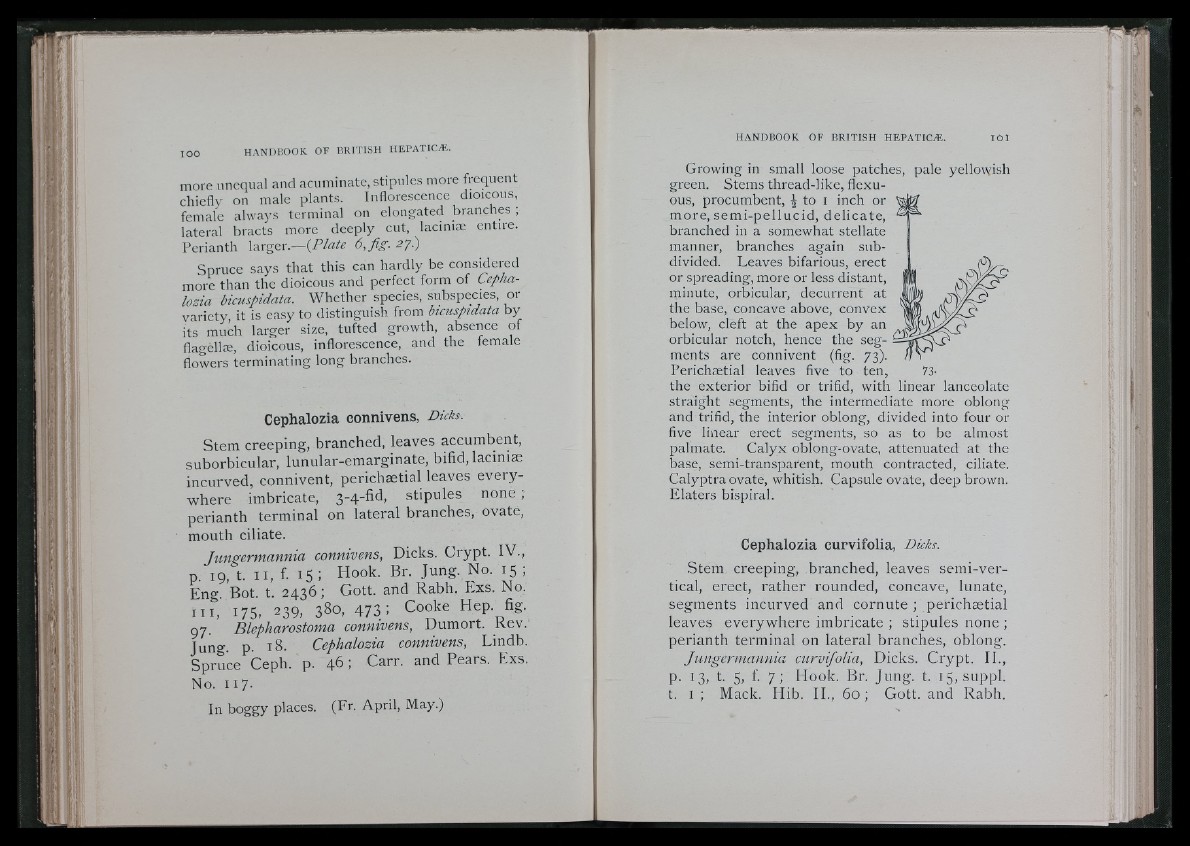 100 HANDBOOK OF BRITISH HEPATICÆ.
more unequal and acuminate, stipules more frequent
chiefly on male plants. Inflorescence dioicous,
female always terminal on elongated branches ;
lateral bracts more deeply cut, laciniæ entire.
Perianth larger.—(Plate 6, fig. 27.)
Spruce says that this can hardly be considered
more than the dioicous and perfect form of Cepha-
lozia bicuspidata. Whether species, subspecies, or
variety, it is easy to distinguish from bicuspidata by
its much larger size, tufted growth, absence of
flagellæ, dioicous, inflorescence, and the female
flowers terminating long branches.
Cephalozia connivens, Dicks.
Stem creeping, branched, leaves accumbent,
suborbicular, lunular-emarginate, bifid, laciniæ
incurved, connivent, perichætial leaves every-
where imbricate, 3-4-fid, stipules none ;
perianth terminal on lateral branches, ovate,
mouth ciliate.
Jungermannia connivens, Dicks. Crypt. IV.,
p. 19, t. 11, f. 15 ; Hook. Br. Jung. No. 15 ;
Eng. Bot. t. 2436 ; Gott. and Rabh. Exs. No.
111, 175, 239, 380, 473 ; Cooke Hep. fig.
97. Blepharostoma connivens, Dumort. Rev.
Jung. p. 18. Cephalozia connivens, Lindb.
Spruce Ceph. p. 46 ; Carr. and Pears. Exs.
No. 117.
In boggy places. (Fr. April, May.)
HANDBOOK OF BRITISH HEPATICÆ. 101
Growing in small loose patches, pale yellowish
green. Stems thread-like, flexu-
ous, procumbent, ½ to 1 inch or
more, semi-pellucid, delicate,
branched in a somewhat stellate
manner, branches again sub-
divided. Leaves bifarious, erect
or spreading, more or less distant,
minute, orbicular, decurrent at
the base, concave above, convex
below, cleft at the apex by an
orbicular notch, hence the seg-
ments are connivent (fig. 73).
Perichætial leaves five to ten, 73.
the exterior bifid or trifid, with linear lanceolate
straight segments, the intermediate more oblong
and trifid, the interior oblong, divided into four or
five linear erect segments, so as to be almost
palmate. Calyx oblong-ovate, attenuated at the
base, semi-transparent, mouth contracted, ciliate.
Calyptra ovate, whitish. Capsule ovate, deep brown.
Elaters bispiral.
Cephalozia curvifolia, Dicks.
Stem creeping, branched, leaves semi-ver-
tical, erect, rather rounded, concave, lunate,
segments incurved and cornute ; perichætial
leaves everywhere imbricate ; stipules none ;
perianth terminal on lateral branches, oblong.
Jungermannia curvifolia, Dicks. Crypt. II.,
p. 13, t. 5, f. 7 ; Hook. Br. Jung. t. 15, suppl.
t. 1 ; Mack. Hib. II., 60 ; Gott. and Rabh.